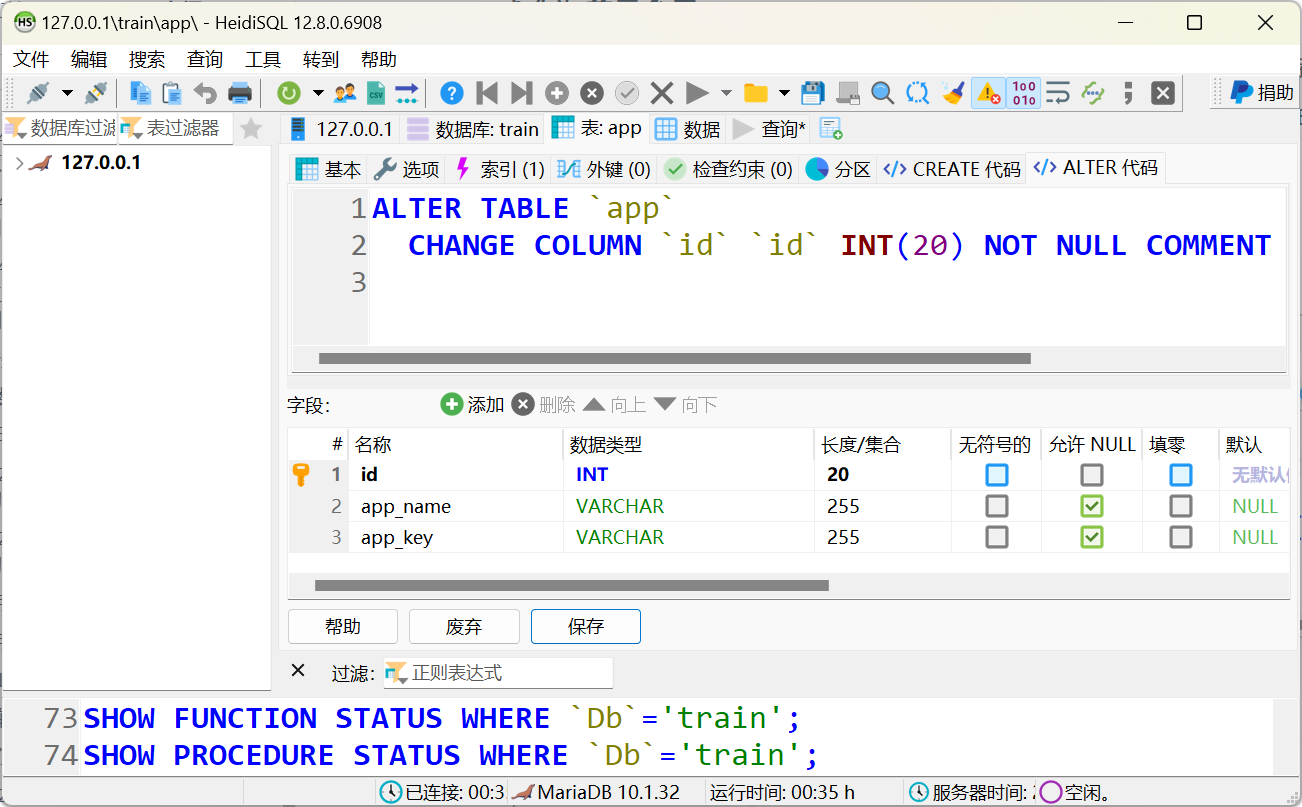 127.0.0.1\train\app\ - HeidiSQL 12.8.0.6908
文件 编辑 搜索 查询 工具 转到 帮助
捐助
数据库过滤 表过滤器
127.0.0.1 数据库: train 表: app 数据 查询*
127.0.0.1
基本 选项 索引 (1) 外键 (0) 检查约束 (0) 分区 CREATE 代码 ALTER 代码
1 ALTER TABLE `app`
2 CHANGE COLUMN `id` `id` INT(20) NOT NULL COMMENT
3
字段: 添加 删除 向上 向下
# 名称 数据类型 长度/集合 无符号的 允许 NULL 填零 默认
1 id INT 20 无默认
2 app_name VARCHAR 255 NULL
3 app_key VARCHAR 255 NULL
帮助 废弃 保存
过滤: 正则表达式
73 SHOW FUNCTION STATUS WHERE `Db`='train';
74 SHOW PROCEDURE STATUS WHERE `Db`='train';
已连接: 00:3 MariaDB 10.1.32 运行时间: 00:35 h 服务器时间: 空闲。